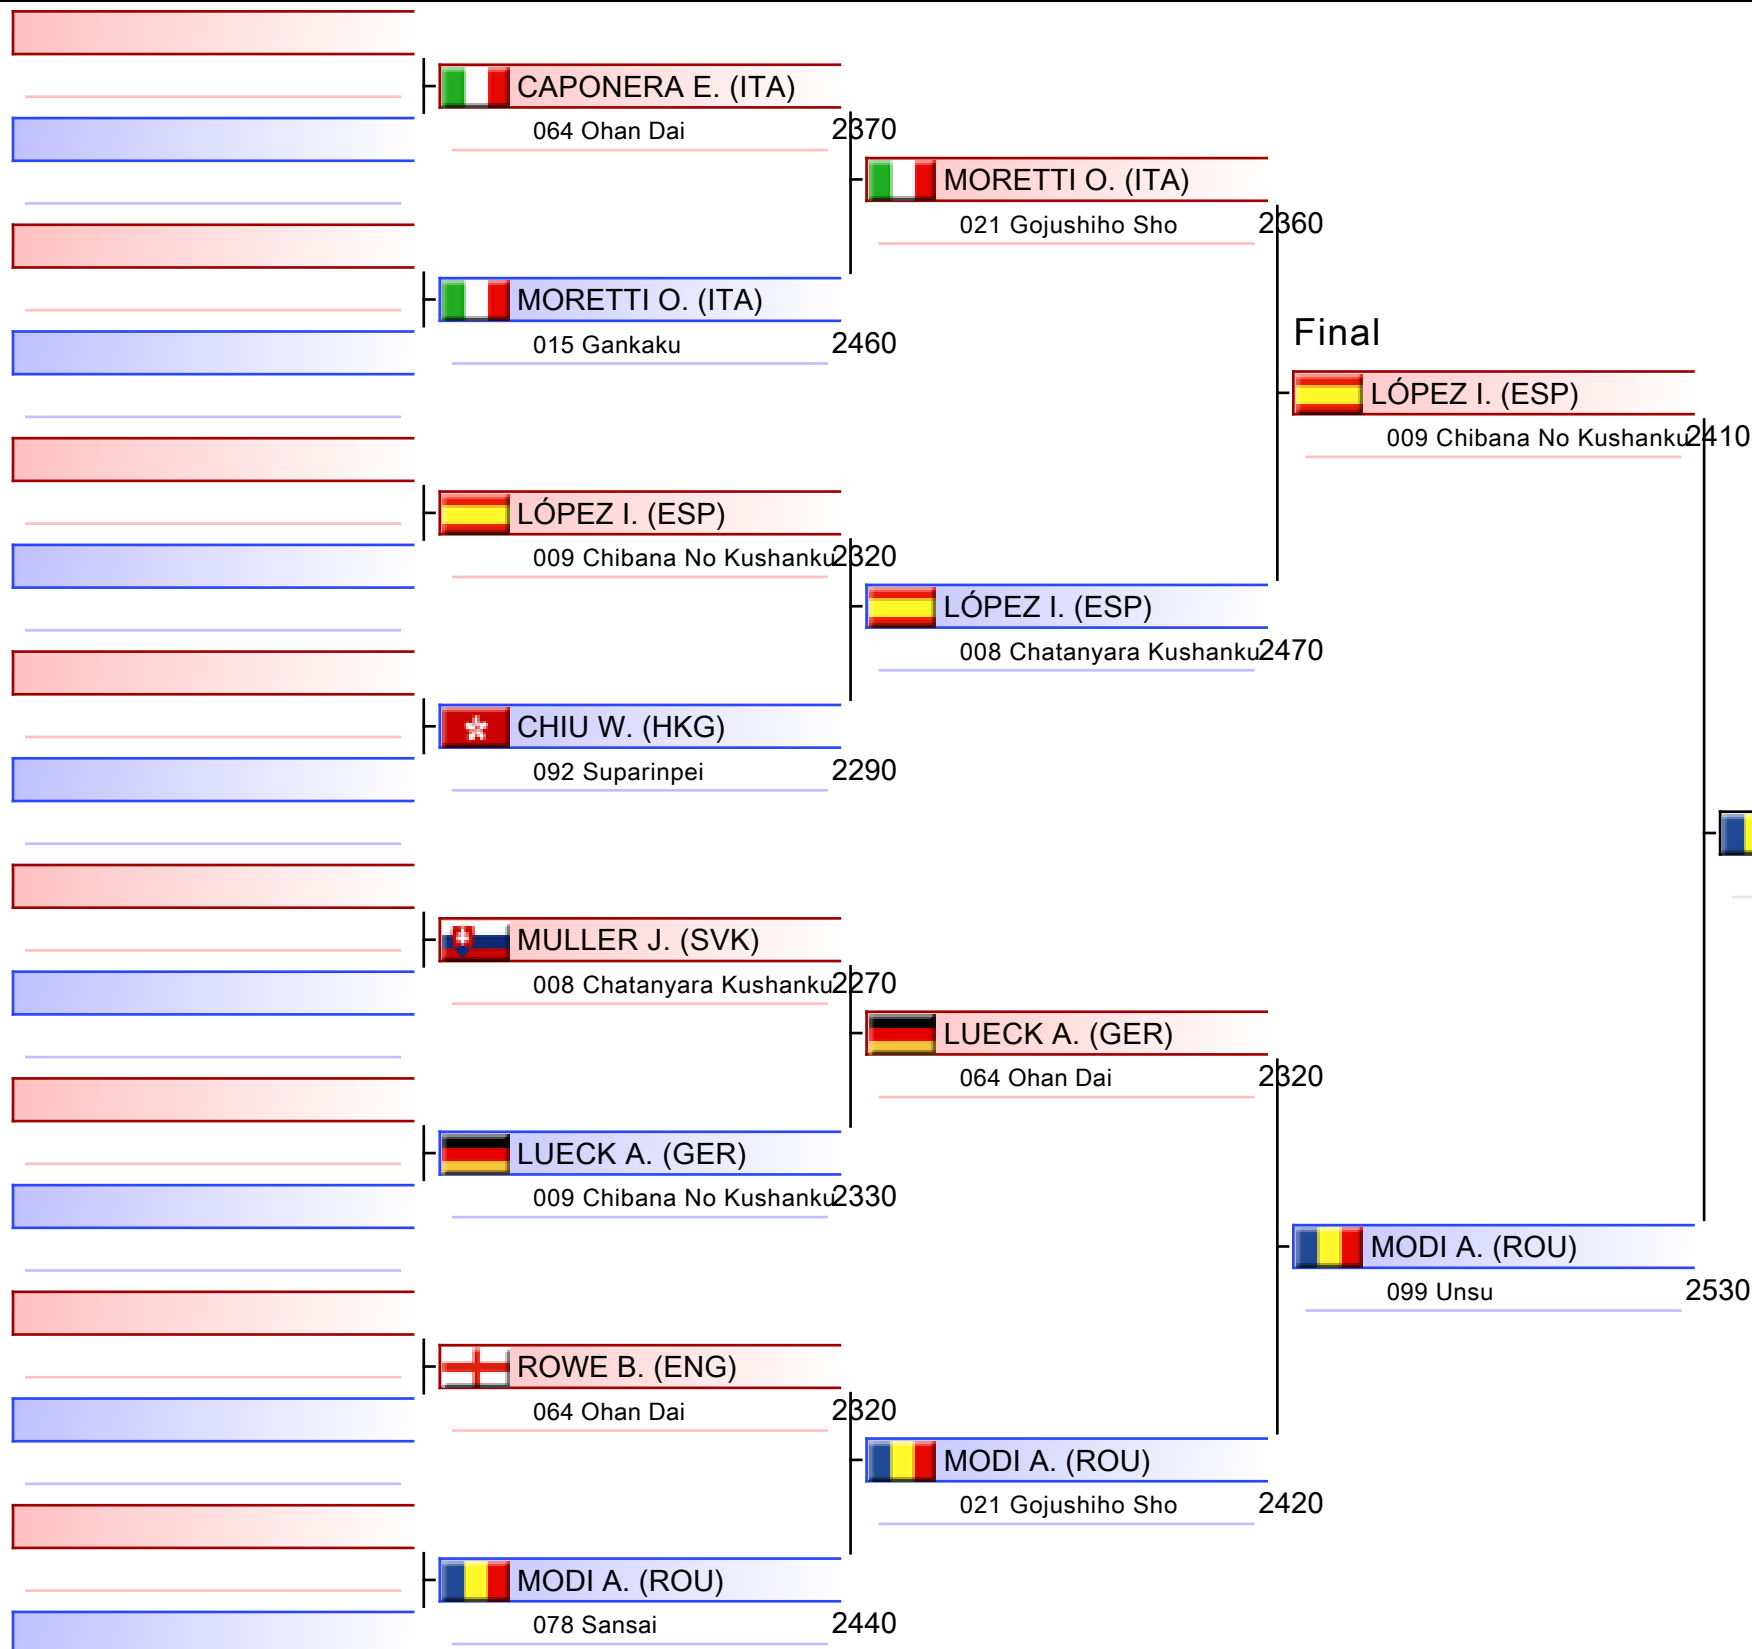 CAPONERA E. (ITA)
064 Ohan Dai 2370
MORETTI O. (ITA)
021 Gojushiho Sho 2360
MORETTI O. (ITA)
015 Gankaku 2460
Final
LÓPEZ I. (ESP)
009 Chibana No Kushanku 2410
LÓPEZ I. (ESP)
009 Chibana No Kushanku 2320
LÓPEZ I. (ESP)
008 Chatanyara Kushanku 2470
CHIU W. (HKG)
092 Suparinpei 2290
MULLER J. (SVK)
008 Chatanyara Kushanku 2270
LUECK A. (GER)
064 Ohan Dai 2320
LUECK A. (GER)
009 Chibana No Kushanku 2330
MODI A. (ROU)
099 Unsu 2530
ROWE B. (ENG)
064 Ohan Dai 2320
MODI A. (ROU)
021 Gojushiho Sho 2420
MODI A. (ROU)
078 Sansai 2440